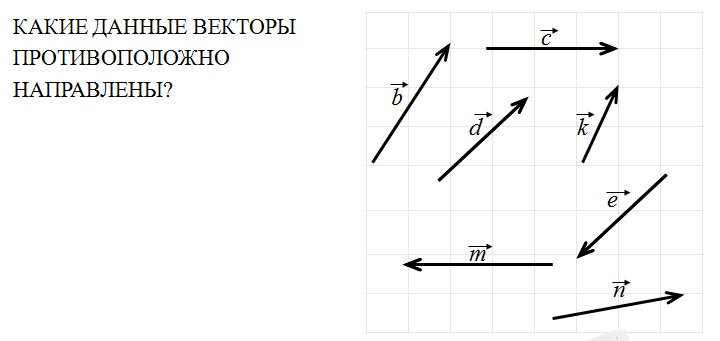 КАКИЕ ДАННЫЕ ВЕКТОРЫ
ПРОТИВОПОЛОЖНО
НАПРАВЛЕНЫ?
c
b
d
k
e
m
n